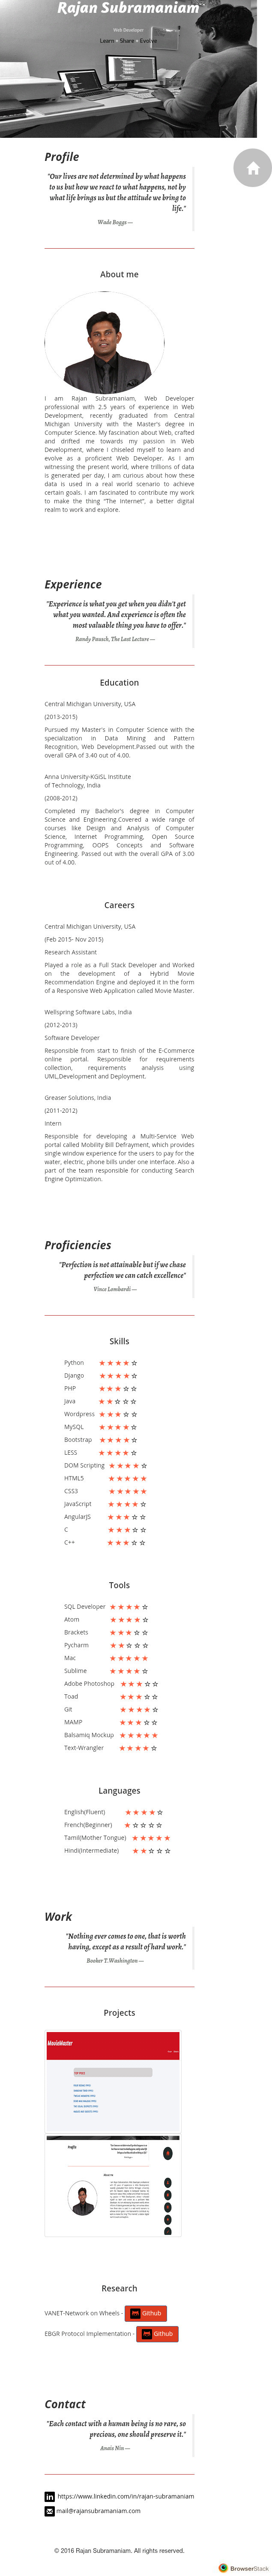 Rajan Subramaniam
Web Developer
Learn • Share • Evolve
Profile
"Our lives are not determined by what happens
to us but how we react to what happens, not by
what life brings us but the attitude we bring to
life."
Wade Boggs —
About me
I am Rajan Subramaniam, Web Developer
professional with 2.5 years of experience in Web
Development, recently graduated from Central
Michigan University with the Master's degree in
Computer Science. My fascination about Web, crafted
and drifted me towards my passion in Web
Development, where I chiseled myself to learn and
evolve as a proficient Web Developer. As I am
witnessing the present world, where trillions of data
is generated per day, I am curious about how these
data is used in a real world scenario to achieve
certain goals. I am fascinated to contribute my work
to make the thing "The Internet", a better digital
realm to work and explore.
Experience
"Experience is what you get when you didn't get
what you wanted. And experience is often the
most valuable thing you have to offer."
Randy Pausch, The Last Lecture —
Education
Central Michigan University, USA
(2013-2015)
Pursued my Master's in Computer Science with the
specialization in Data Mining and Pattern
Recognition, Web Development.Passed out with the
overall GPA of 3.40 out of 4.00.
Anna University-KGiSL Institute
of Technology, India
(2008-2012)
Completed my Bachelor's degree in Computer
Science and Engineering.Covered a wide range of
courses like Design and Analysis of Computer
Science, Internet Programming, Open Source
Programming, OOPS Concepts and Software
Engineering. Passed out with the overall GPA of 3.00
out of 4.00.
Careers
Central Michigan University, USA
(Feb 2015- Nov 2015)
Research Assistant
Played a role as a Full Stack Developer and Worked
on the development of a Hybrid Movie
Recommendation Engine and deployed it in the form
of a Responsive Web Application called Movie Master.
Wellspring Software Labs, India
(2012-2013)
Software Developer
Responsible from start to finish of the E-Commerce
online portal. Responsible for requirements
collection, requirements analysis using
UML,Development and Deployment.
Greaser Solutions, India
(2011-2012)
Intern
Responsible for developing a Multi-Service Web
portal called Mobility Bill Defrayment, which provides
single window experience for the users to pay for the
water, electric, phone bills under one interface. Also a
part of the team responsible for conducting Search
Engine Optimization.
Proficiencies
"Perfection is not attainable but if we chase
perfection we can catch excellence"
Vince Lombardi —
Skills
Python ★★★★☆
Django ★★★★☆
PHP ★★★☆☆
Java ★★☆☆☆
Wordpress ★★★☆☆
MySQL ★★★★☆
Bootstrap ★★★★☆
LESS ★★★★☆
DOM Scripting ★★★★☆
HTML5 ★★★★★
CSS3 ★★★★★
JavaScript ★★★★☆
AngularJS ★★★☆☆
C ★★★☆☆
C++ ★★★☆☆
Tools
SQL Developer ★★★★☆
Atom ★★★★☆
Brackets ★★★☆☆
Pycharm ★★☆☆☆
Mac ★★★★★
Sublime ★★★★☆
Adobe Photoshop ★★★☆☆
Toad ★★★☆☆
Git ★★★★☆
MAMP ★★★☆☆
Balsamiq Mockup ★★★★★
Text-Wrangler ★★★★☆
Languages
English(Fluent) ★★★★☆
French(Beginner) ★☆☆☆☆
Tamil(Mother Tongue) ★★★★★
Hindi(Intermediate) ★★☆☆☆
Work
"Nothing ever comes to one, that is worth
having, except as a result of hard work."
Booker T.Washington —
Projects
MovieMaster
Profile
About me
Research
VANET-Network on Wheels - Github
EBGR Protocol Implementation - Github
Contact
"Each contact with a human being is no rare, so
precious, one should preserve it."
Anais Nin —
https://www.linkedin.com/in/rajan-subramaniam
mail@rajansubramaniam.com
© 2016 Rajan Subramaniam. All rights reserved.
BrowserStack